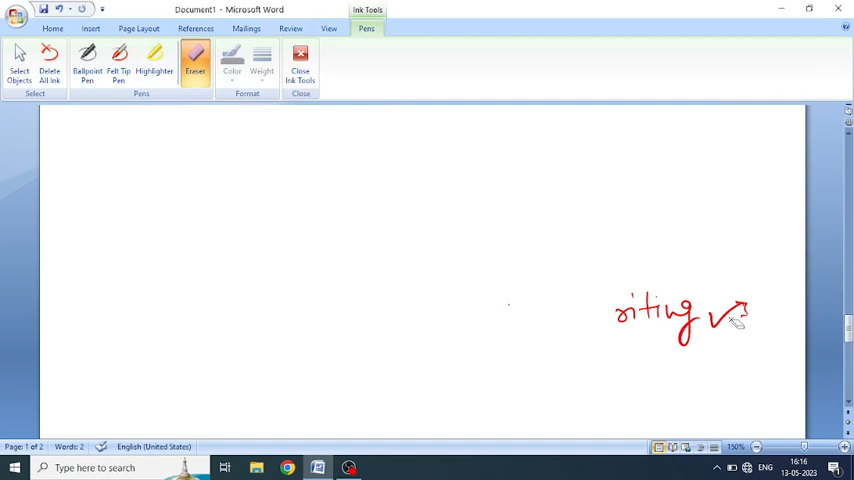 Document1 - Microsoft Word
Ink Tools
Home
Insert
Page Layout
References
Mailings
Review
View
Pens
Select Objects
Delete All Ink
Ballpoint Pen
Felt Tip Pen
Highlighter
Eraser
Color
Weight
Close Ink Tools
Select
Pens
Format
Close
riting
Page: 1 of 2
Words: 2
English (United States)
150%
Type here to search
ENG
16:16
13-05-2023